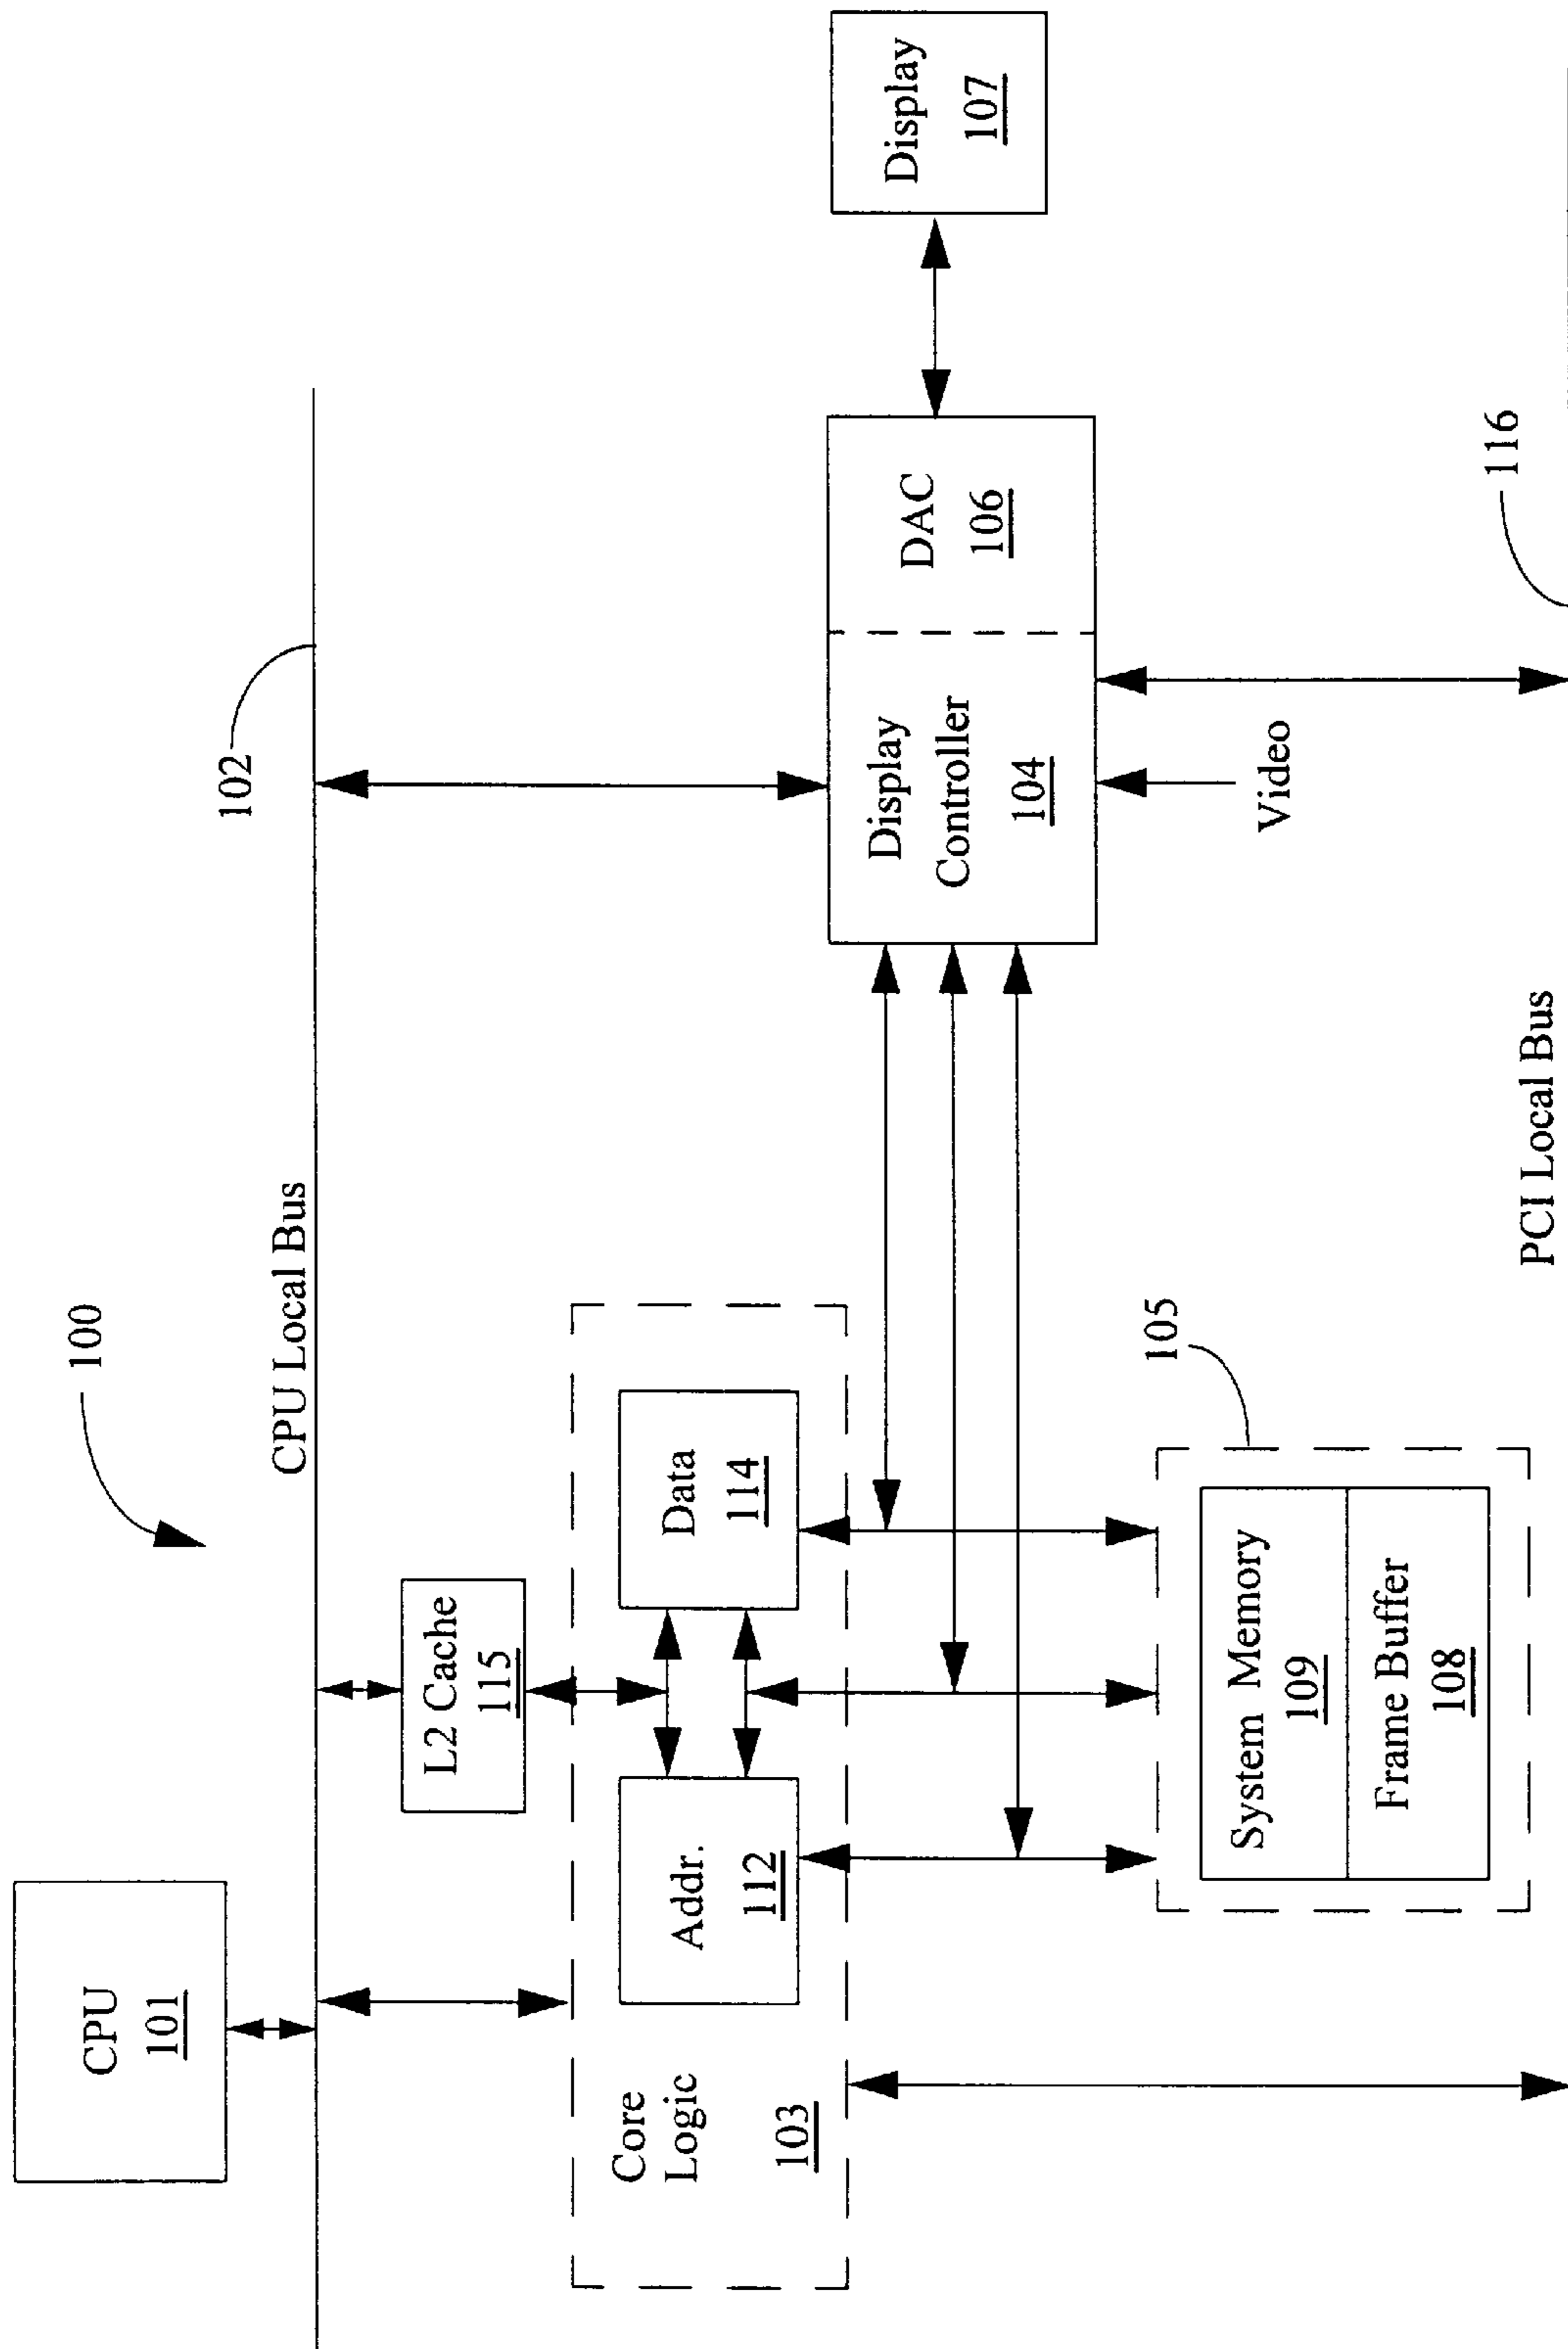 100
CPU
101
CPU Local Bus
102
L2 Cache
115
Core
Logic
103
Addr.
112
Data
114
Display
Controller
104
DAC
106
Display
107
Video
105
System Memory
109
Frame Buffer
108
PCI Local Bus
116